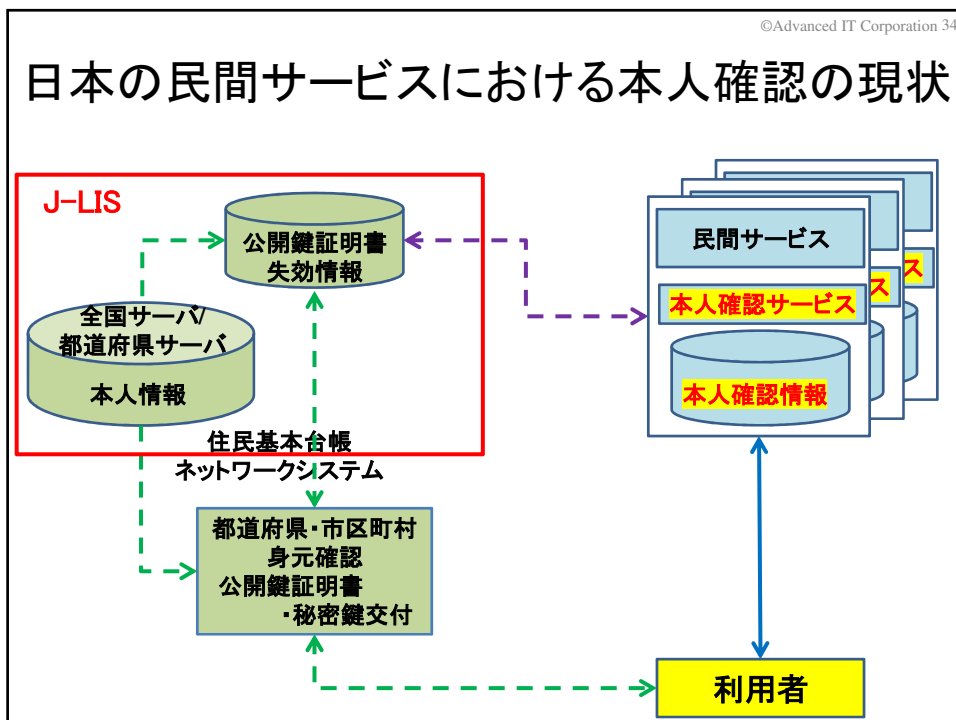 ©Advanced IT Corporation 34
日本の民間サービスにおける本人確認の現状
J-LIS
公開鍵証明書
失効情報
全国サーバ/
都道府県サーバ
本人情報
住民基本台帳
ネットワークシステム
都道府県・市区町村
身元確認
公開鍵証明書
・秘密鍵交付
民間サービス
本人確認サービス
ス
ス
本人確認情報
利用者